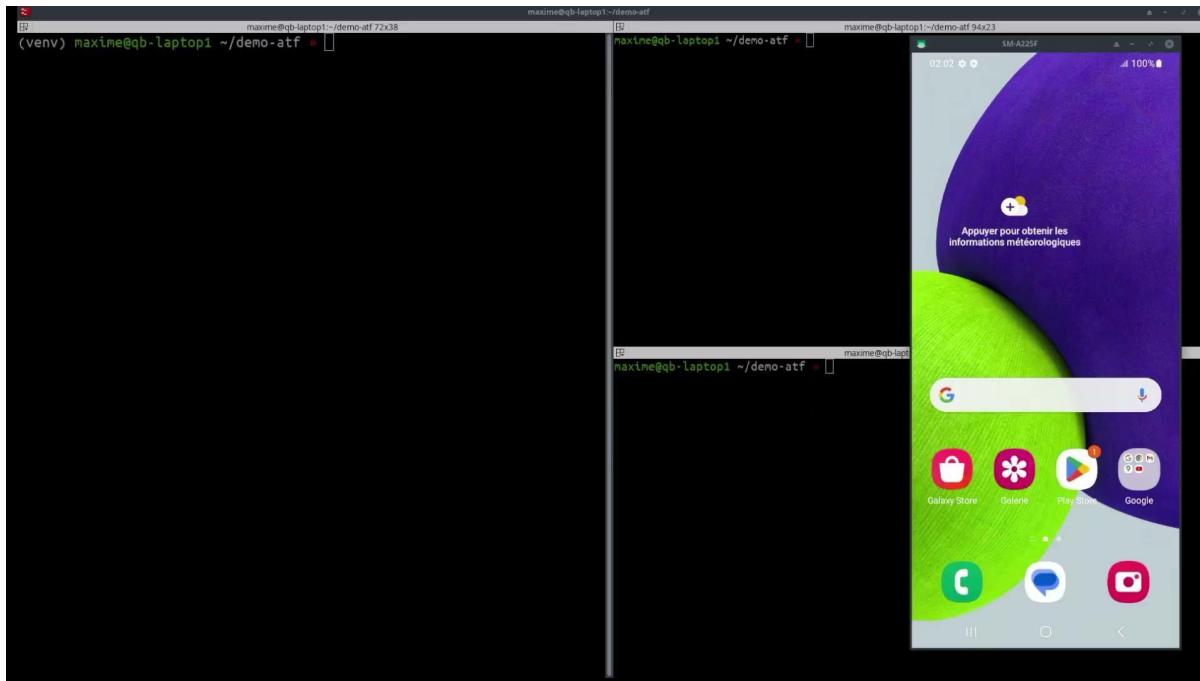 maxime@qb-laptop1:~/demo-atf
maxime@qb-laptop1:~/demo-atf 72x38
(venv) maxime@qb-laptop1 ~/demo-atf »
maxime@qb-laptop1:~/demo-atf 94x23
maxime@qb-laptop1 ~/demo-atf »
maxime@qb-lapt
maxime@qb-laptop1 ~/demo-atf »
SM-A225F
02:02
100%
Appuyer pour obtenir les
informations météorologiques
1
Galaxy Store
Galerie
Play Store
Google